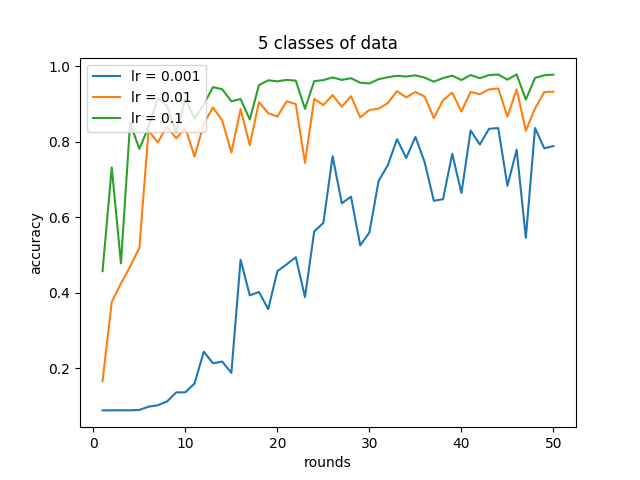 5 classes of data
1.0
0.8
0.6
0.4
0.2
accuracy
lr = 0.001
lr = 0.01
lr = 0.1
0
10
20
30
40
50
rounds